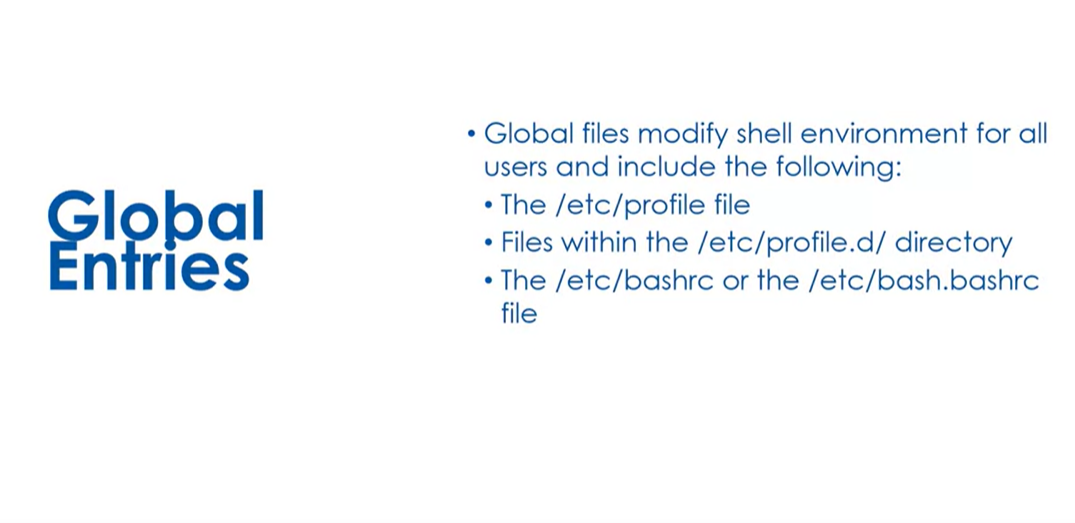 Global
Entries
• Global files modify shell environment for all
users and include the following:
• The /etc/profile file
• Files within the /etc/profile.d/ directory
• The /etc/bashrc or the /etc/bash.bashrc
file